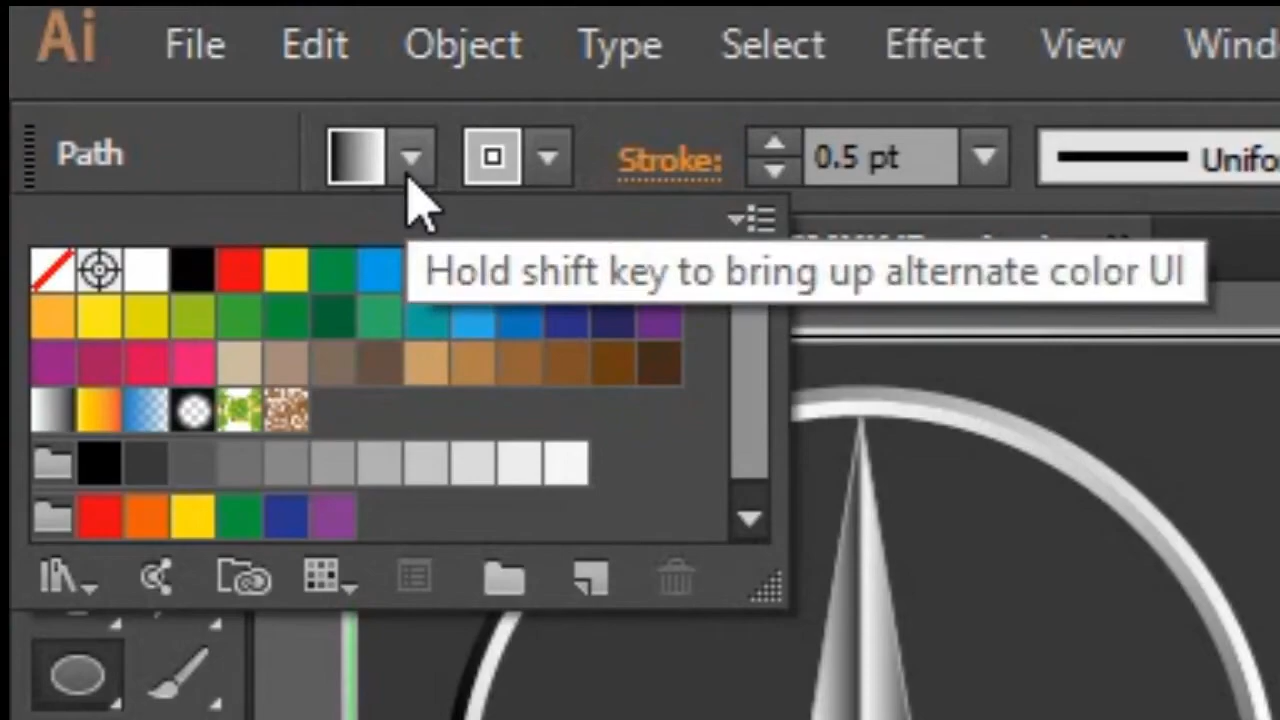 Ai File Edit Object Type Select Effect View Wind
Path Stroke: 0.5 pt Unifo
Hold shift key to bring up alternate color UI